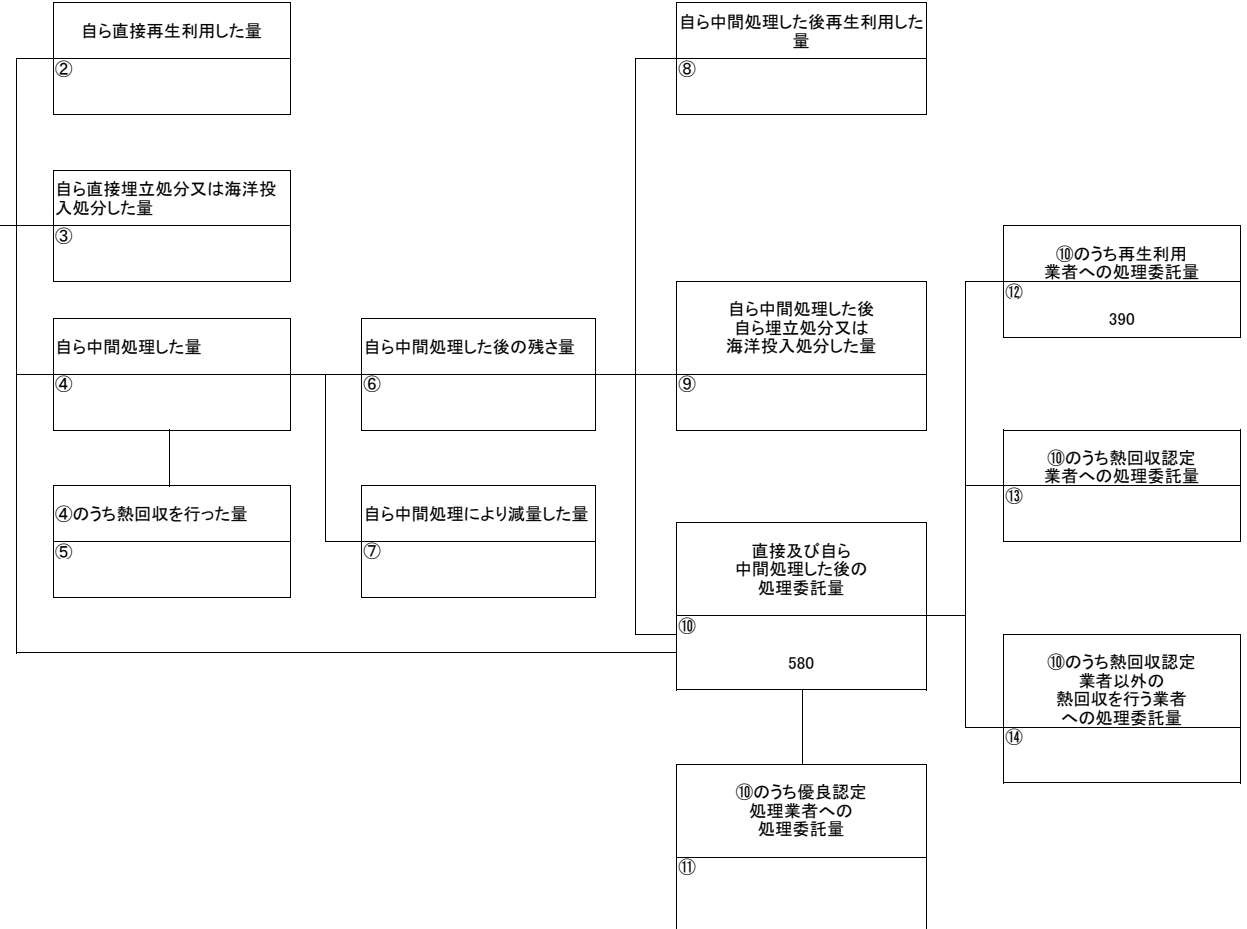 自ら直接再生利用した量
②
自ら中間処理した後再生利用した
量
⑧
自ら直接埋立処分又は海洋投
入処分した量
③
⑩のうち再生利用
業者への処理委託量
⑫
390
自ら中間処理した量
④
自ら中間処理した後の残さ量
⑥
自ら中間処理した後
自ら埋立処分又は
海洋投入処分した量
⑨
⑩のうち熱回収認定
業者への処理委託量
⑬
④のうち熱回収を行った量
⑤
自ら中間処理により減量した量
⑦
直接及び自ら
中間処理した後の
処理委託量
⑩
580
⑩のうち熱回収認定
業者以外の
熱回収を行う業者
への処理委託量
⑭
⑩のうち優良認定
処理業者への
処理委託量
⑪